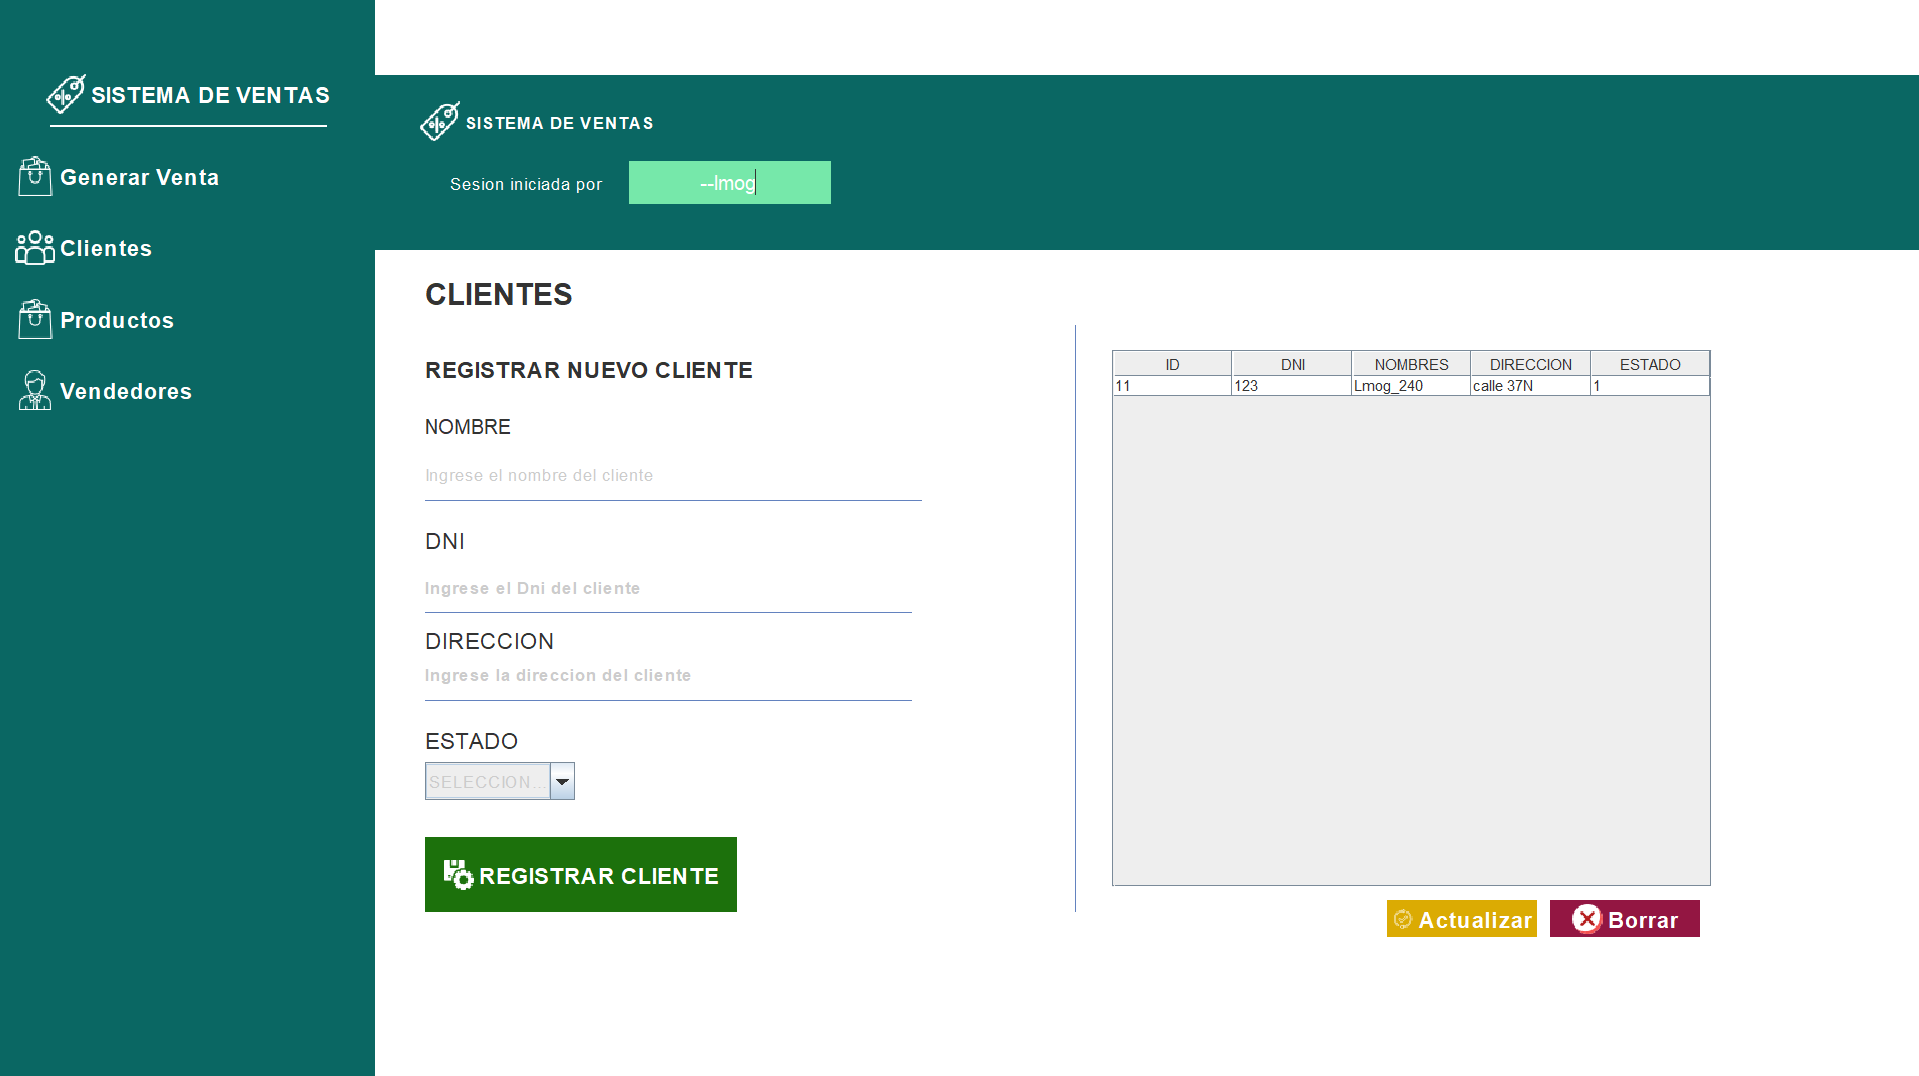 SISTEMA DE VENTAS
Generar Venta
Clientes
Productos
Vendedores
SISTEMA DE VENTAS
Sesion iniciada por
--lmog
CLIENTES
REGISTRAR NUEVO CLIENTE
NOMBRE
Ingrese el nombre del cliente
DNI
Ingrese el Dni del cliente
DIRECCION
Ingrese la direccion del cliente
ESTADO
SELECCION...
REGISTRAR CLIENTE
ID DNI NOMBRES DIRECCION ESTADO
11 123 Lmog_240 calle 37N 1
Actualizar
Borrar